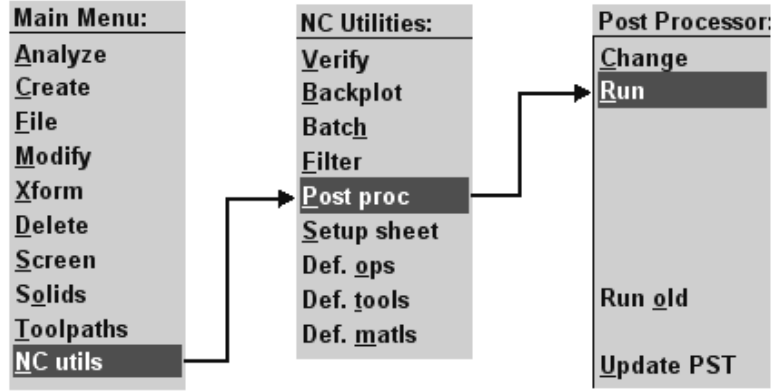 Main Menu:
Analyze
Create
File
Modify
Xform
Delete
Screen
Solids
Toolpaths
NC utils
NC Utilities:
Verify
Backplot
Batch
Filter
Post proc
Setup sheet
Def. ops
Def. tools
Def. matls
Post Processor:
Change
Run
Run old
Update PST